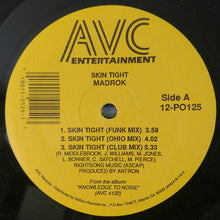 AVC
ENTERTAINMENT
SKIN TIGHT
MADROK
Side A
12-PO125
1. SKIN TIGHT (FUNK MIX) 3.59
2. SKIN TIGHT (OHIO MIX) 4.02
3. SKIN TIGHT (CLUB MIX) 5.33
(R. MIDDLEBROOK, J. WILLIAMS, M. JONES,
L. BONNER, C. SATCHELL, M. PIERCE)
RIGHTSONG MUSIC (ASCAP)
PRODUCED BY ANTRON
From the album:
"KNOWLEDGE TO NOISE"
(AVC 4132)